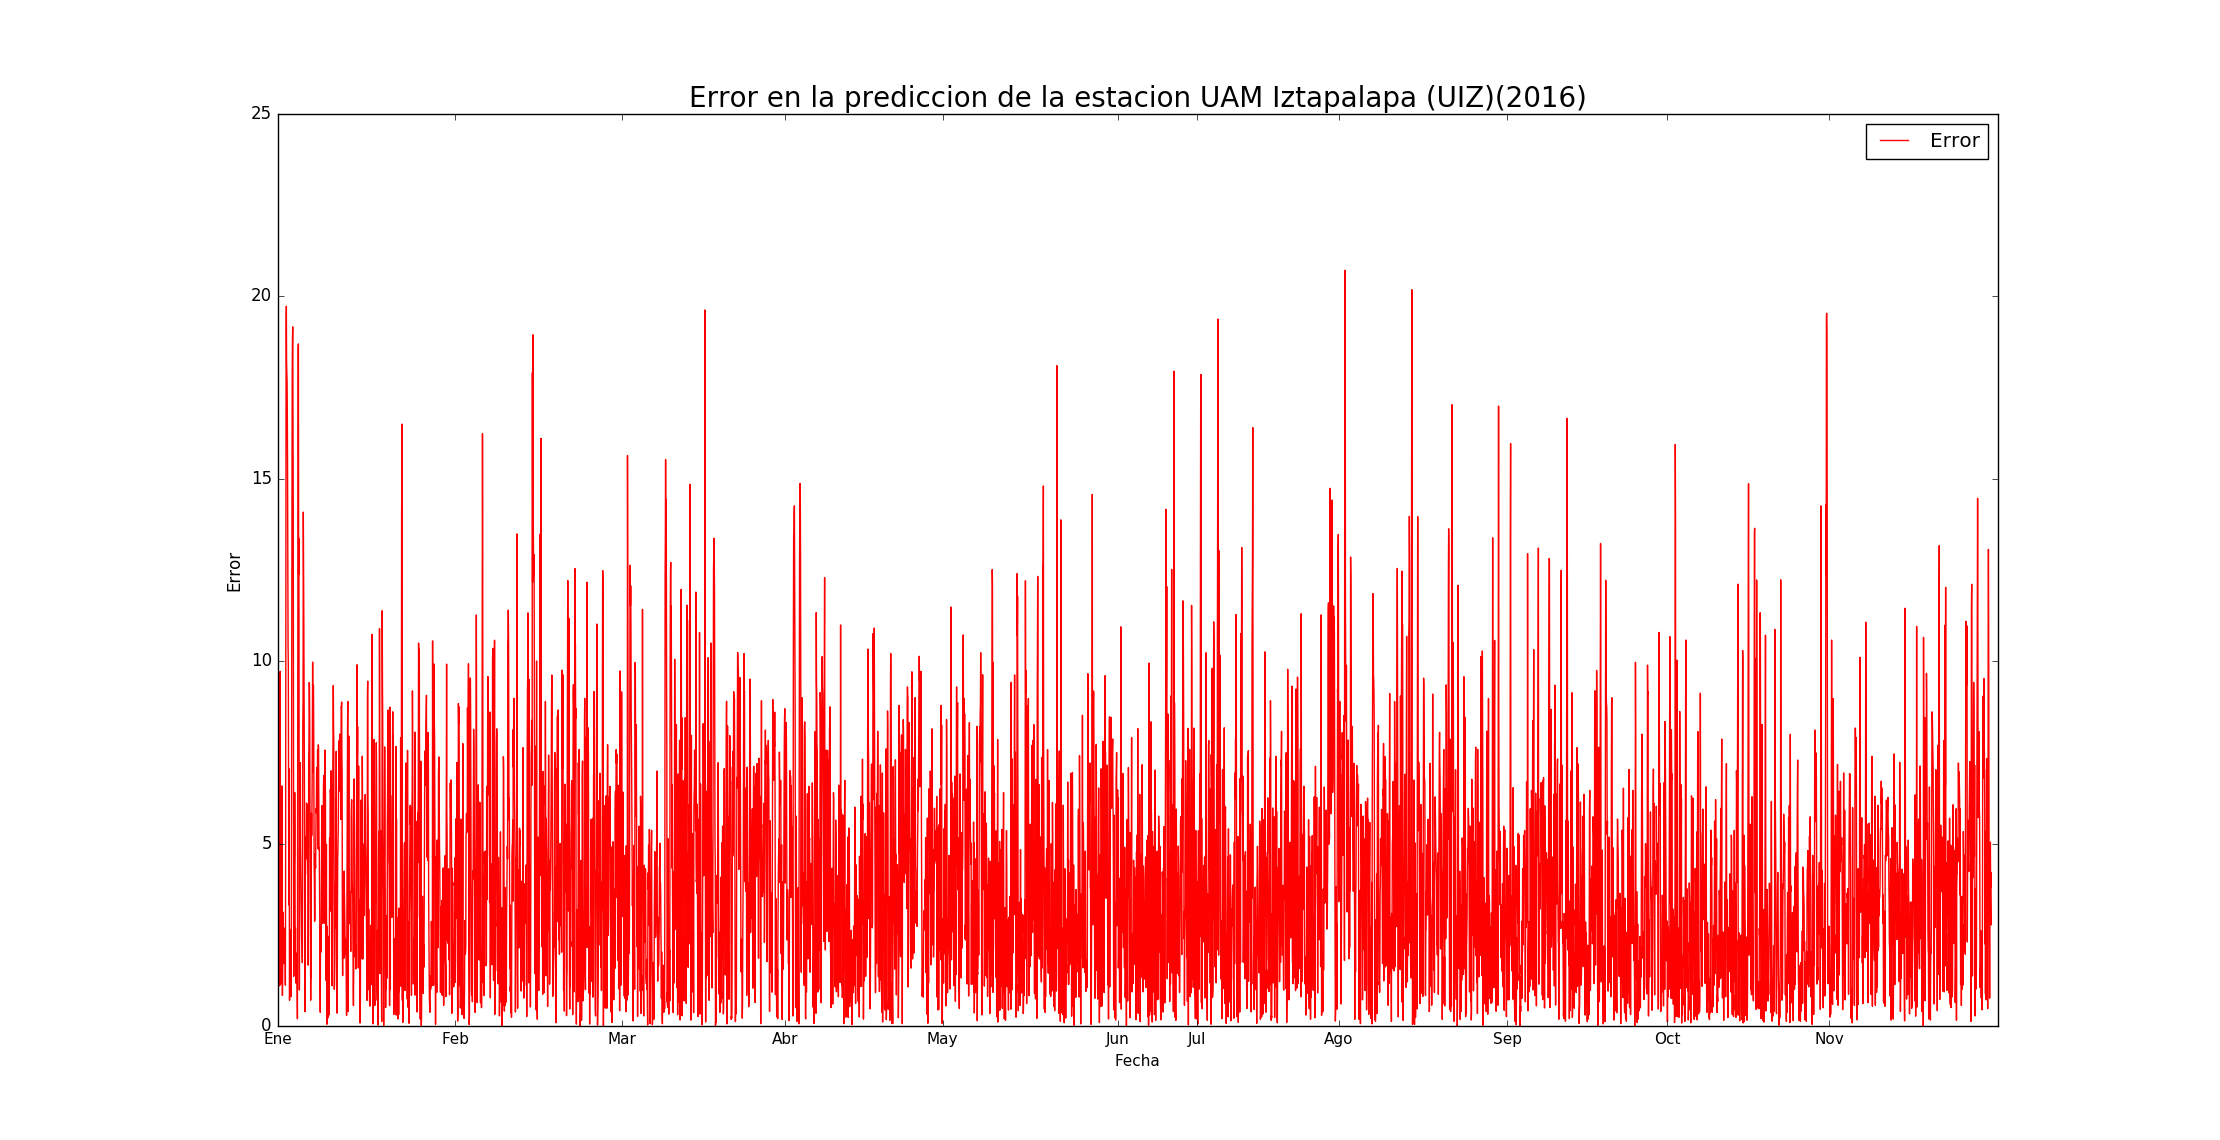 Error en la prediccion de la estacion UAM Iztapalapa (UIZ)(2016)
25
Error
20
15
10
5
0
Error
Ene Feb Mar Abr May Jun Jul Ago Sep Oct Nov
Fecha